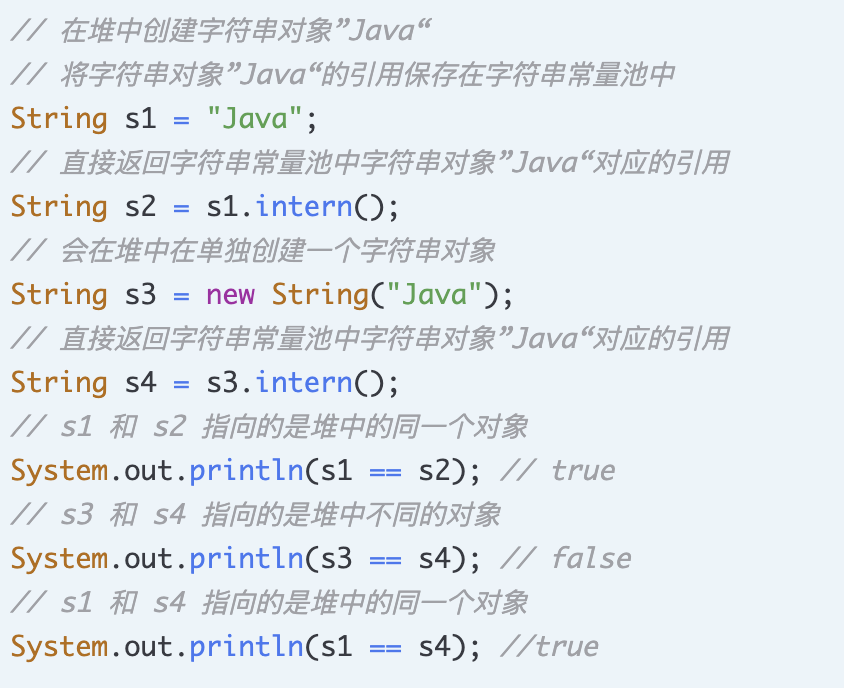 // 在堆中创建字符串对象”Java“
// 将字符串对象”Java“的引用保存在字符串常量池中
String s1 = "Java";
// 直接返回字符串常量池中字符串对象”Java“对应的引用
String s2 = s1.intern();
// 会在堆中在单独创建一个字符串对象
String s3 = new String("Java");
// 直接返回字符串常量池中字符串对象”Java“对应的引用
String s4 = s3.intern();
// s1 和 s2 指向的是堆中的同一个对象
System.out.println(s1 == s2); // true
// s3 和 s4 指向的是堆中不同的对象
System.out.println(s3 == s4); // false
// s1 和 s4 指向的是堆中的同一个对象
System.out.println(s1 == s4); //true